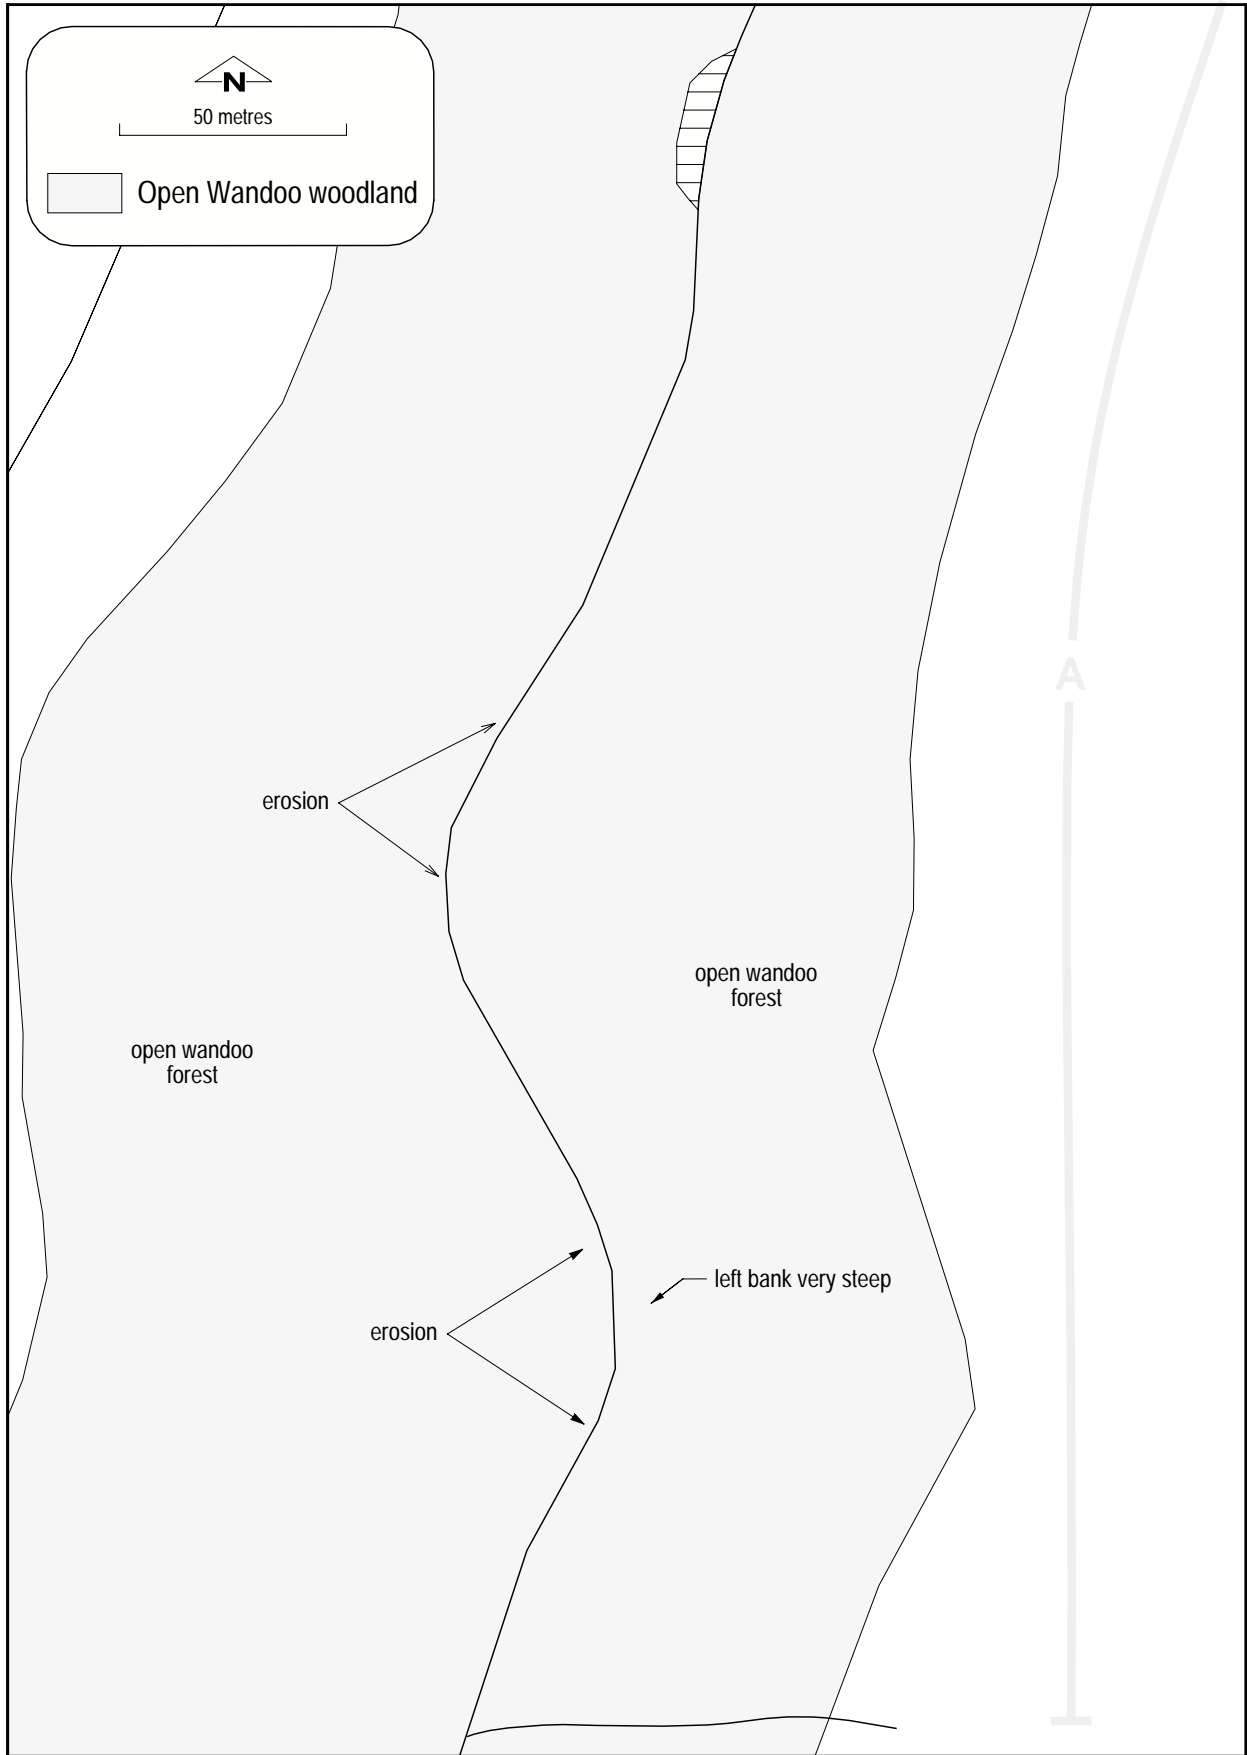 N
50 metres
Open Wandoo woodland
A
erosion
open wandoo
forest
open wandoo
forest
left bank very steep
erosion